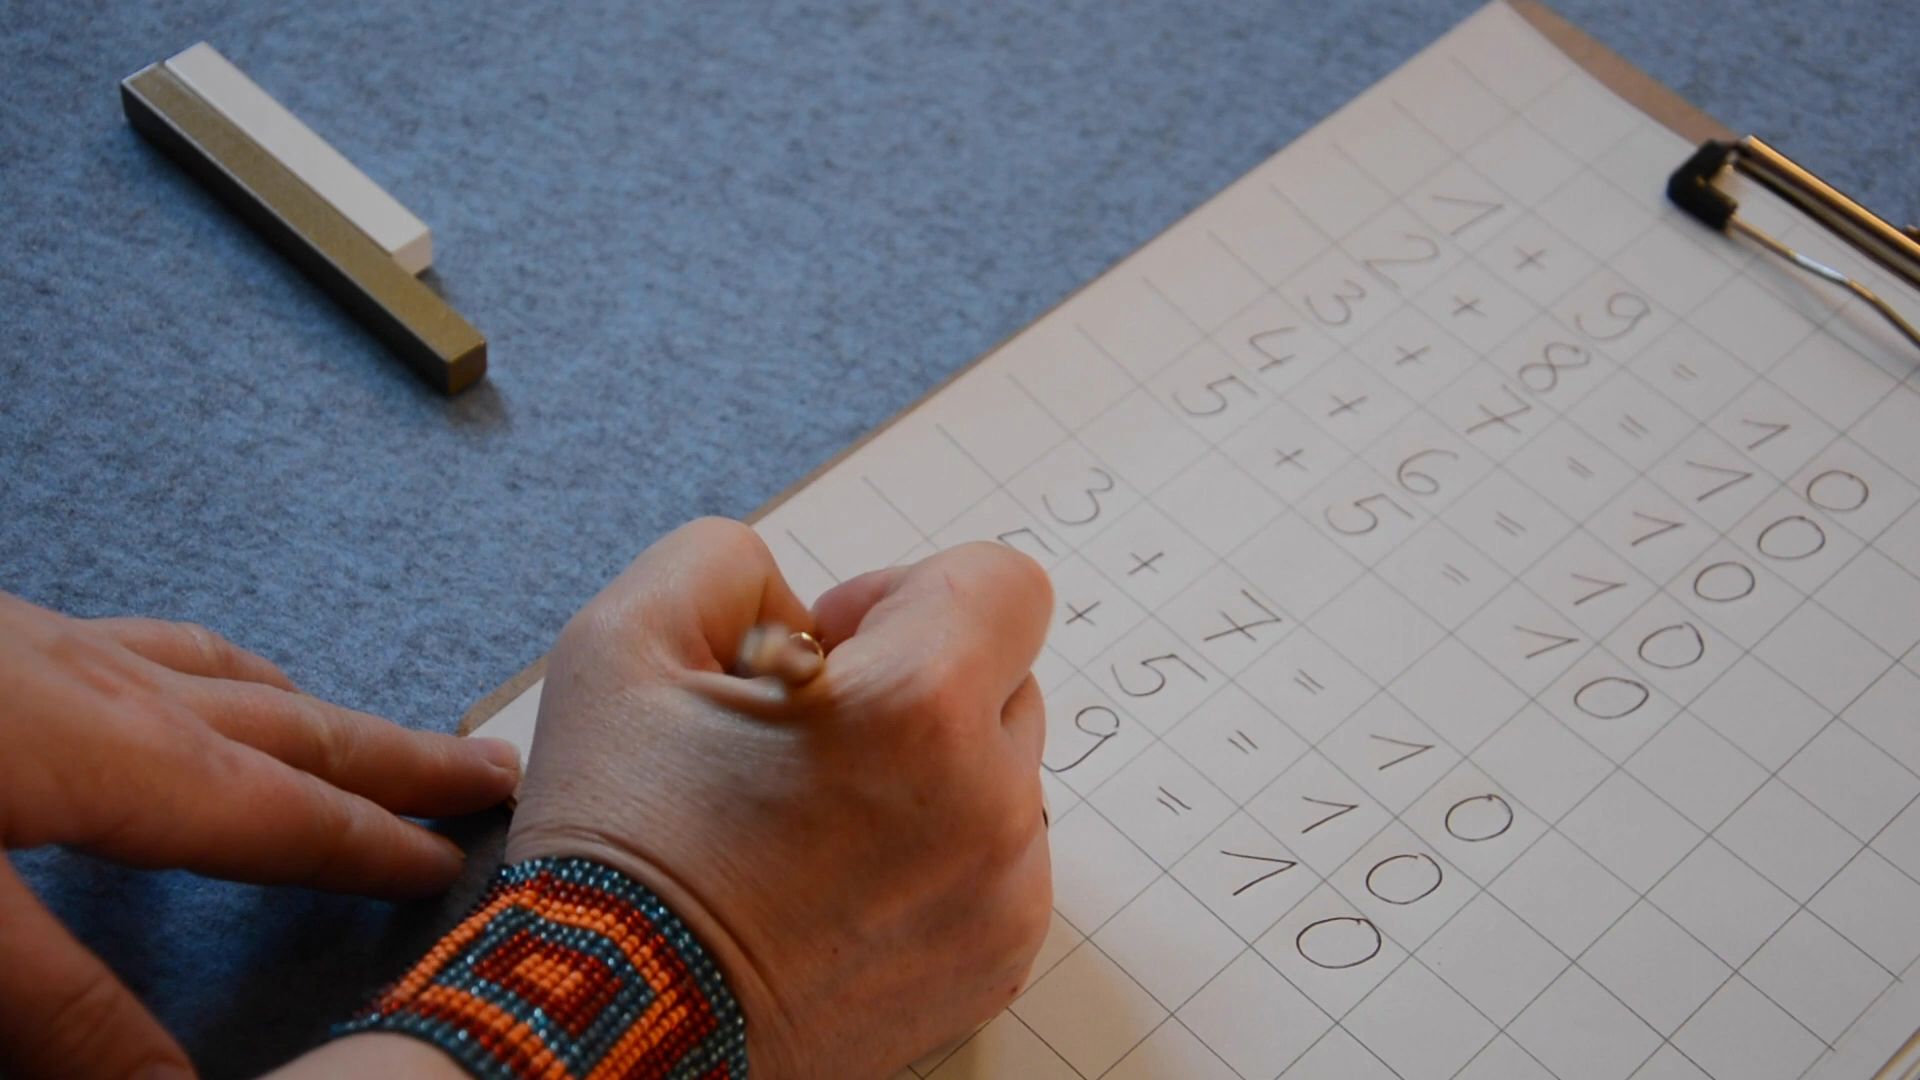 1 + 9 = 10
2 + 8 = 10
3 + 7 = 10
4 + 6 = 10
5 + 5 = 10
3 + 7 = 10
5 + 5 = 10
9 = 10